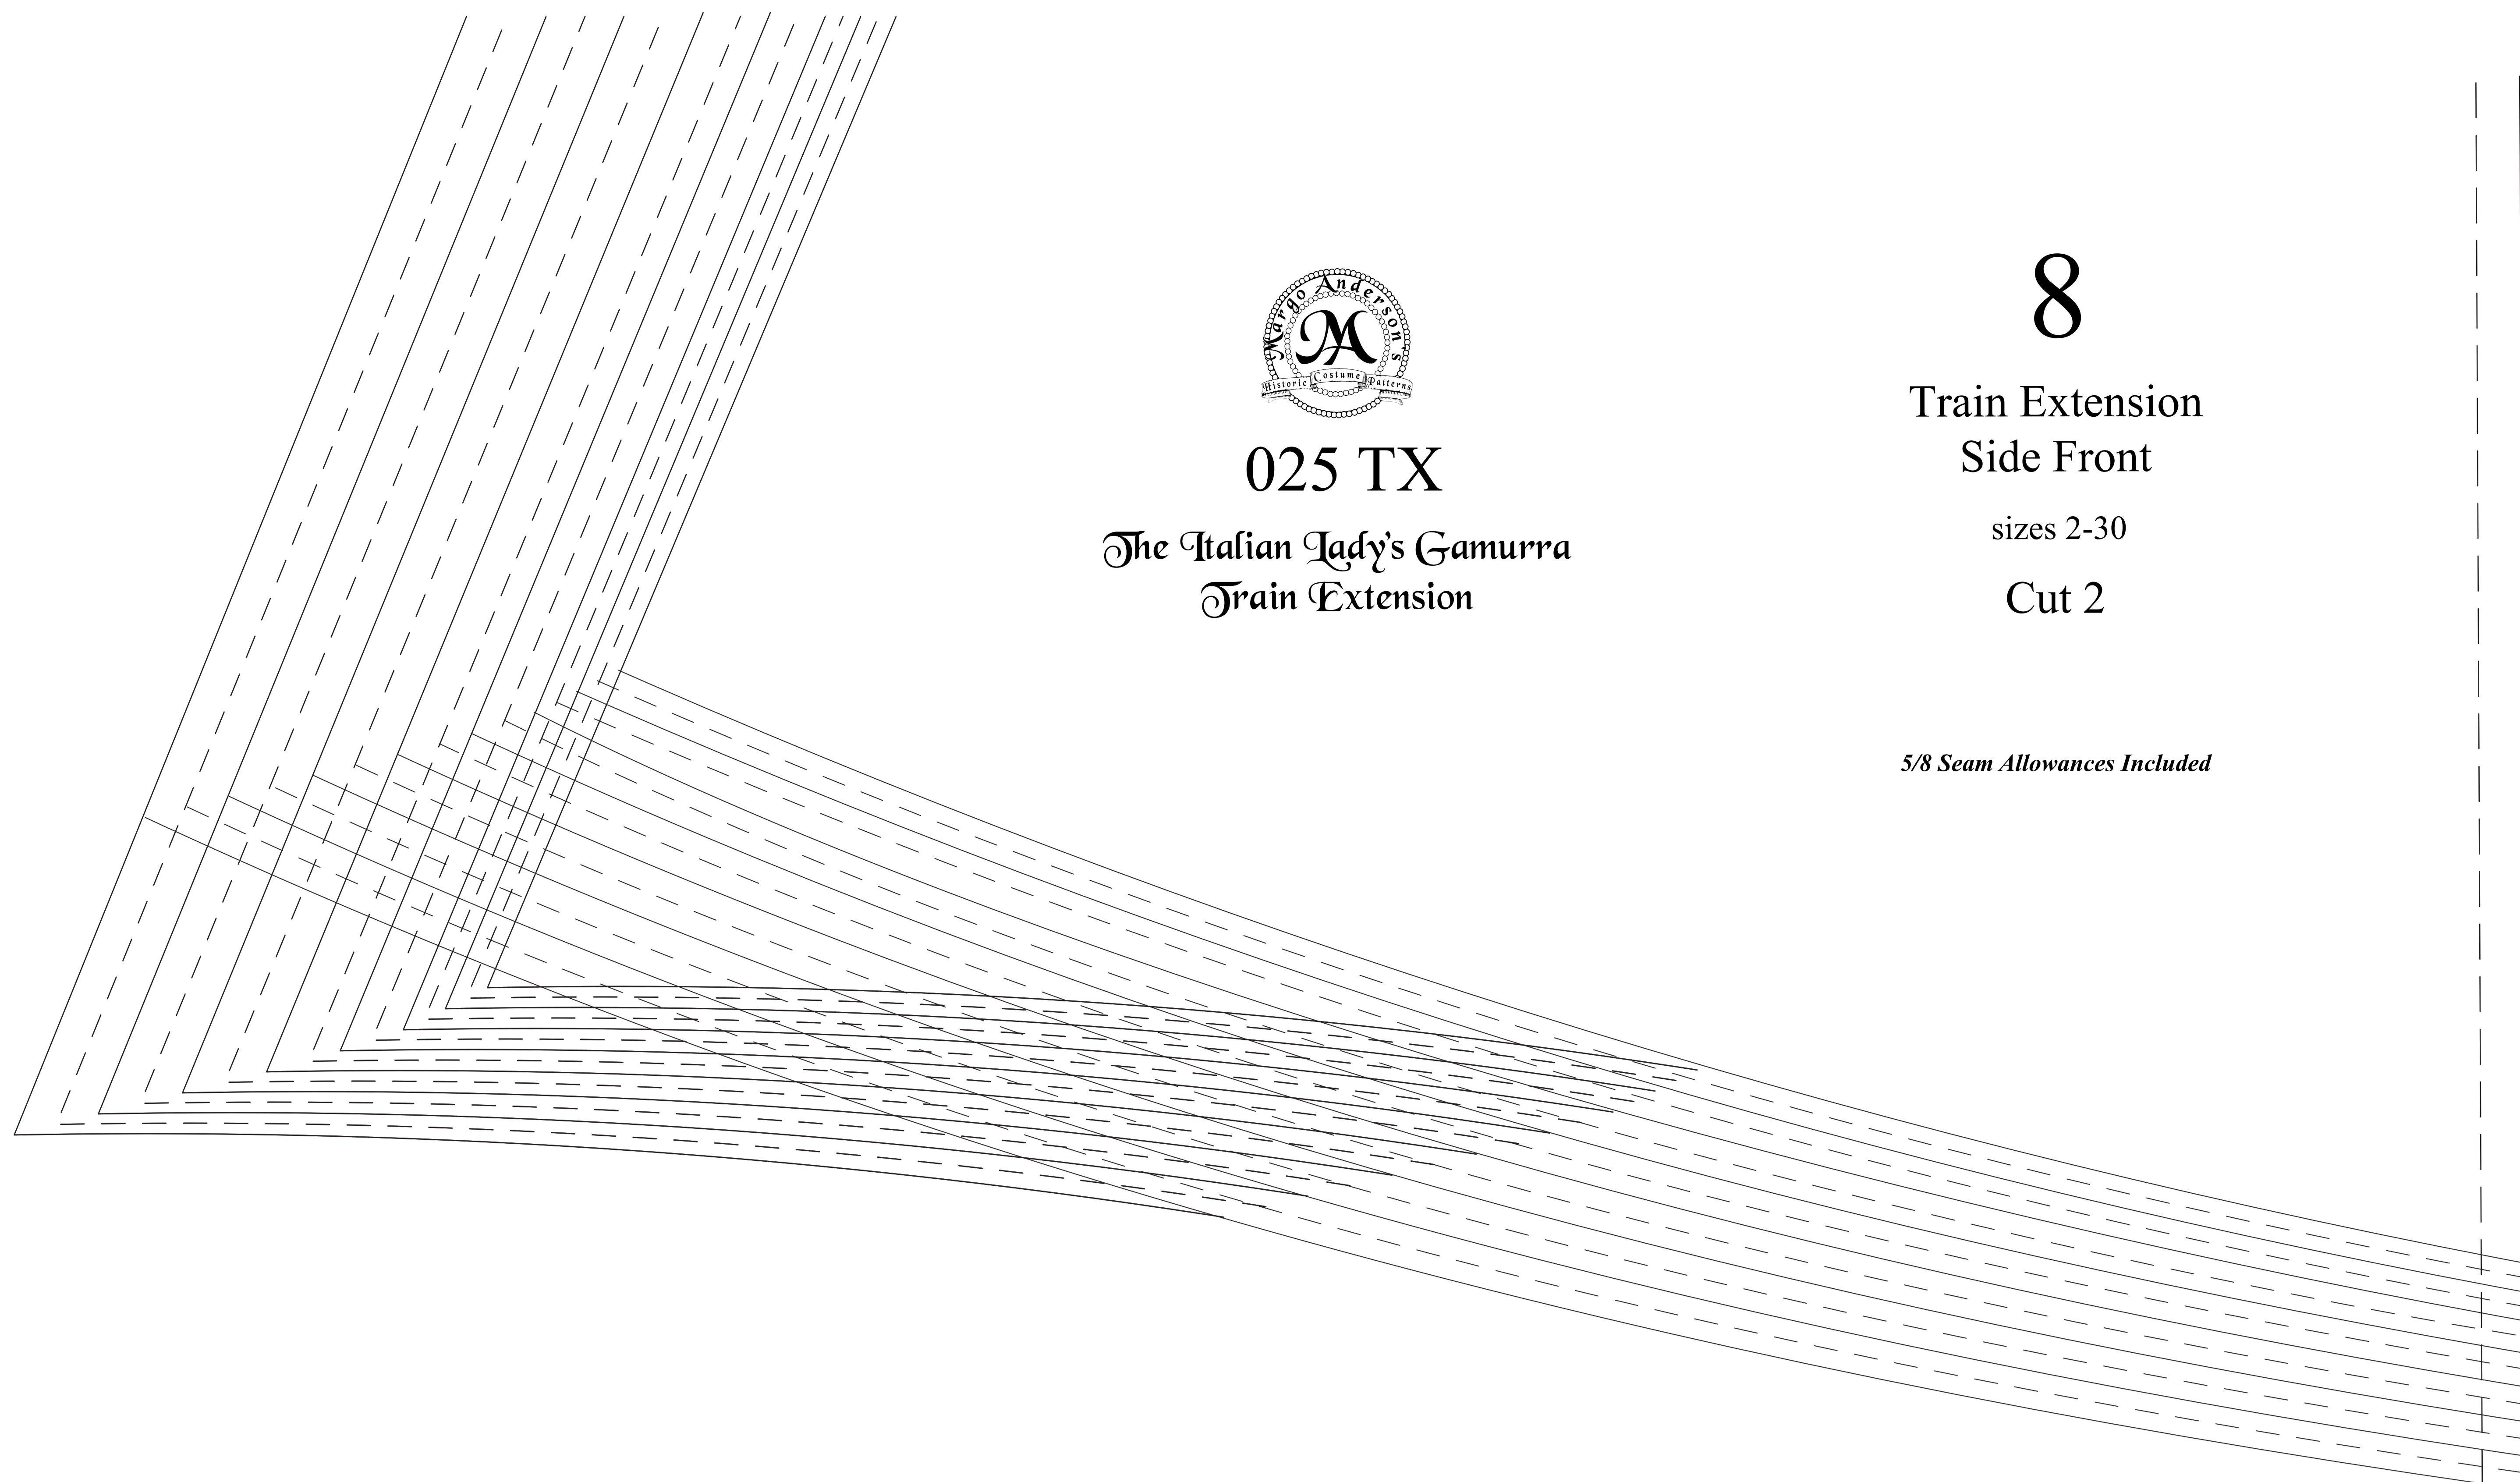 Margo Anderson's
Historic Costume Patterns
025 TX
The Italian Lady's Gamurra
Train Extension
8
Train Extension
Side Front
sizes 2-30
Cut 2
5/8 Seam Allowances Included